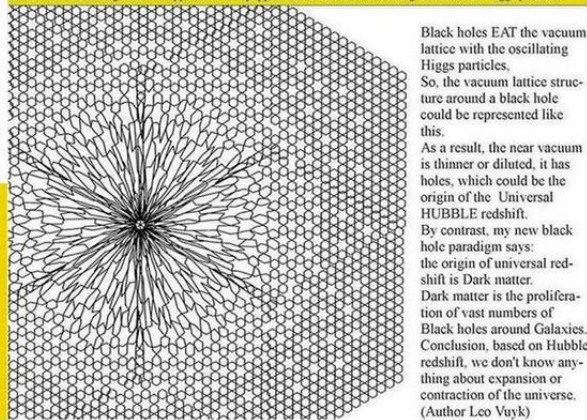 Black holes EAT the vacuum
lattice with the oscillating
Higgs particles,
So, the vacuum lattice struc-
ture around a black hole
could be represented like
this.
As a result, the near vacuum
is thinner or diluted, it has
holes, which could be the
origin of the Universal
HUBBLE redshift.
By contrast, my new black
hole paradigm says:
the origin of universal red-
shift is Dark matter.
Dark matter is the prolifera-
tion of vast numbers of
Black holes around Galaxies.
Conclusion, based on Hubble
redshift, we don't know any-
thing about expansion or
contraction of the universe.
(Author Leo Vuyk)